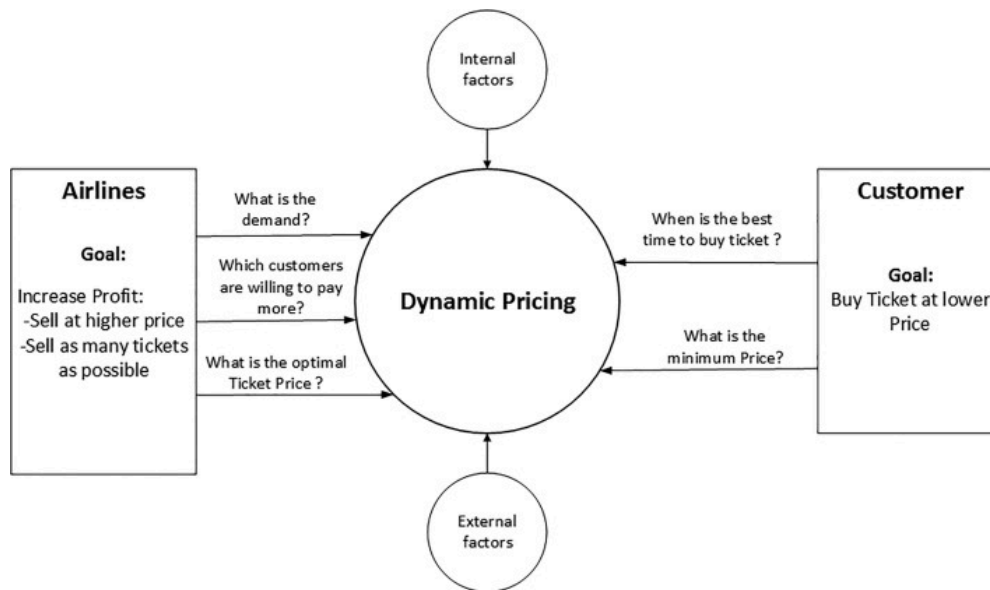 Internal
factors
Airlines
Goal:
Increase Profit:
-Sell at higher price
-Sell as many tickets
as possible
What is the
demand?
Which customers
are willing to pay
more?
What is the optimal
Ticket Price ?
Dynamic Pricing
When is the best
time to buy ticket ?
What is the
minimum Price?
Customer
Goal:
Buy Ticket at lower
Price
External
factors